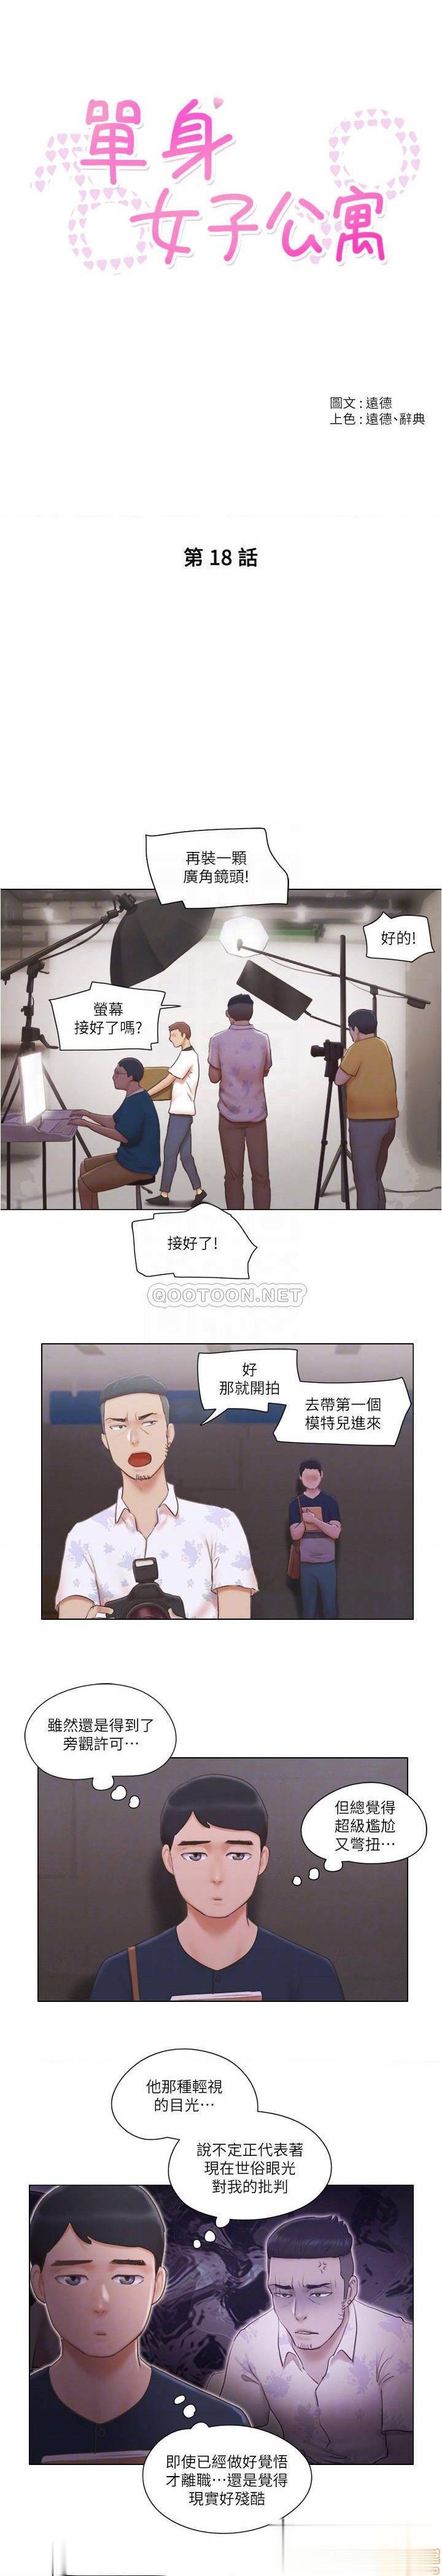 單身
女子公寓
圖文：遠德
上色：遠德、辭典
第 18 話
再裝一顆
廣角鏡頭!
好的!
螢幕
接好了嗎?
接好了!
QOOTOON.NET
好
那就開拍
去帶第一個
模特兒進來
雖然還是得到了
旁觀許可…
但總覺得
超級尷尬
又彆扭…
他那種輕視
的目光…
說不定正代表著
現在世俗眼光
對我的批判
即使已經做好覺悟
才離職…還是覺得
現實好殘酷